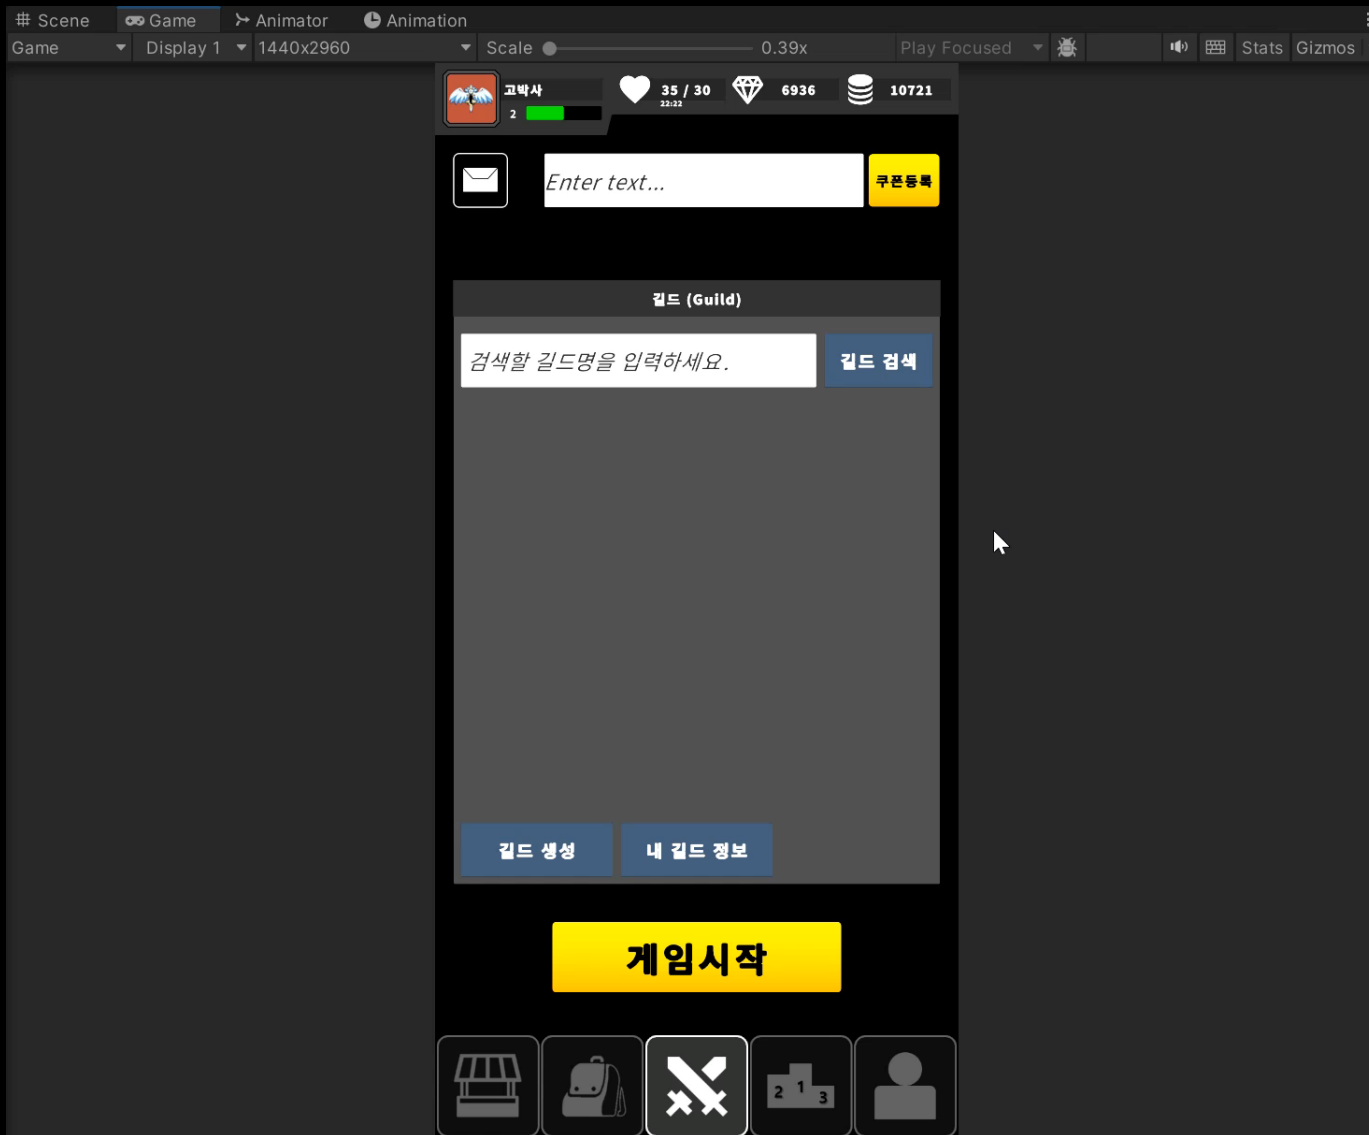 Scene Game Animator Animation
Game Display 1 1440x2960 Scale 0.39x Play Focused Stats Gizmos
고박사 35 / 30 6936 10721
22:22
2
Enter text... 쿠폰등록
길드 (Guild)
검색할 길드명을 입력하세요. 길드 검색
길드 생성 내 길드 정보
게임시작
2 1 3